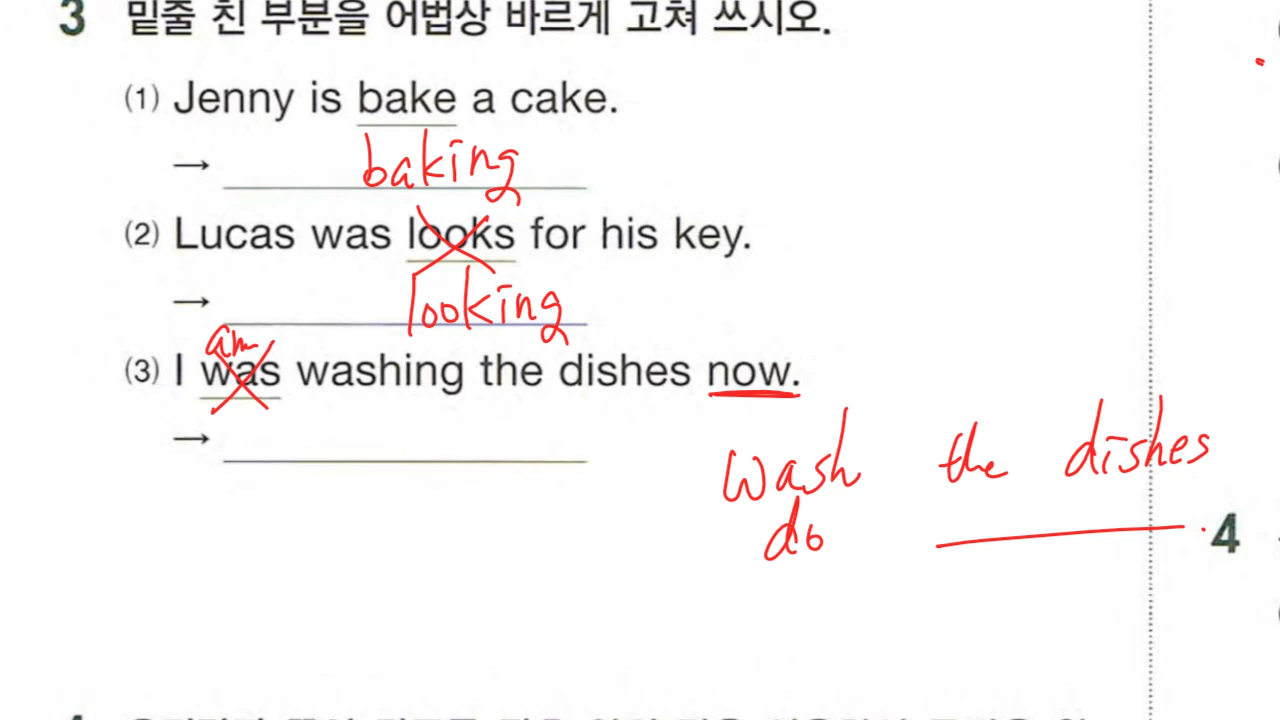 3 밑줄 친 부분을 어법상 바르게 고쳐 쓰시오.
(1) Jenny is bake a cake.
→ baking
(2) Lucas was looks for his key.
→ looking
am
(3) I was washing the dishes now.
→
wash the dishes
do
4